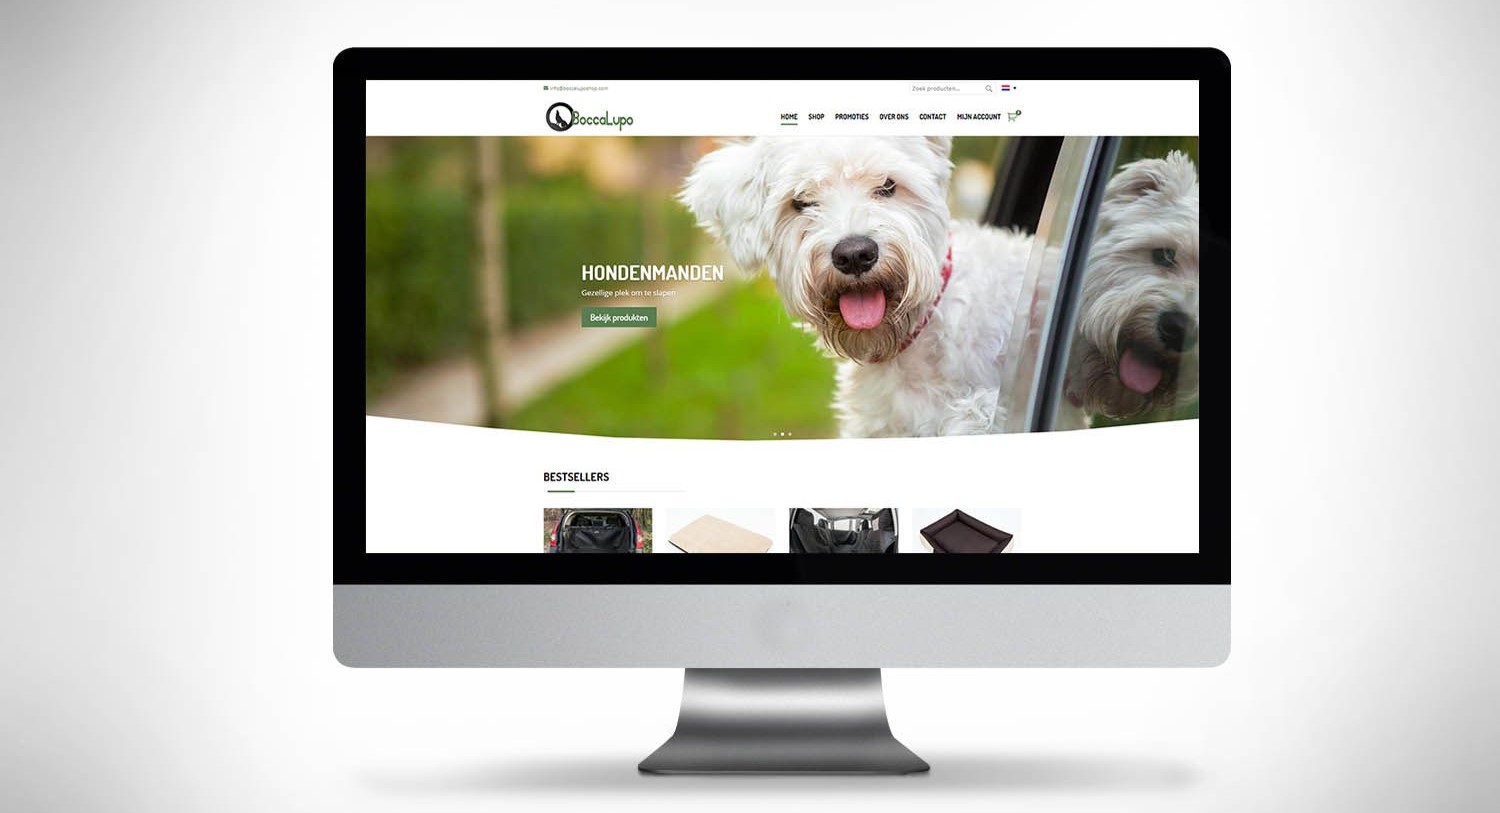 info@boccaluposhop.com
Zoek producten...
BoccaLupo
HOME SHOP PROMOTIES OVER ONS CONTACT MIJN ACCOUNT
HONDENMANDEN
Gezellige plek om te slapen
Bekijk produkten
BESTSELLERS